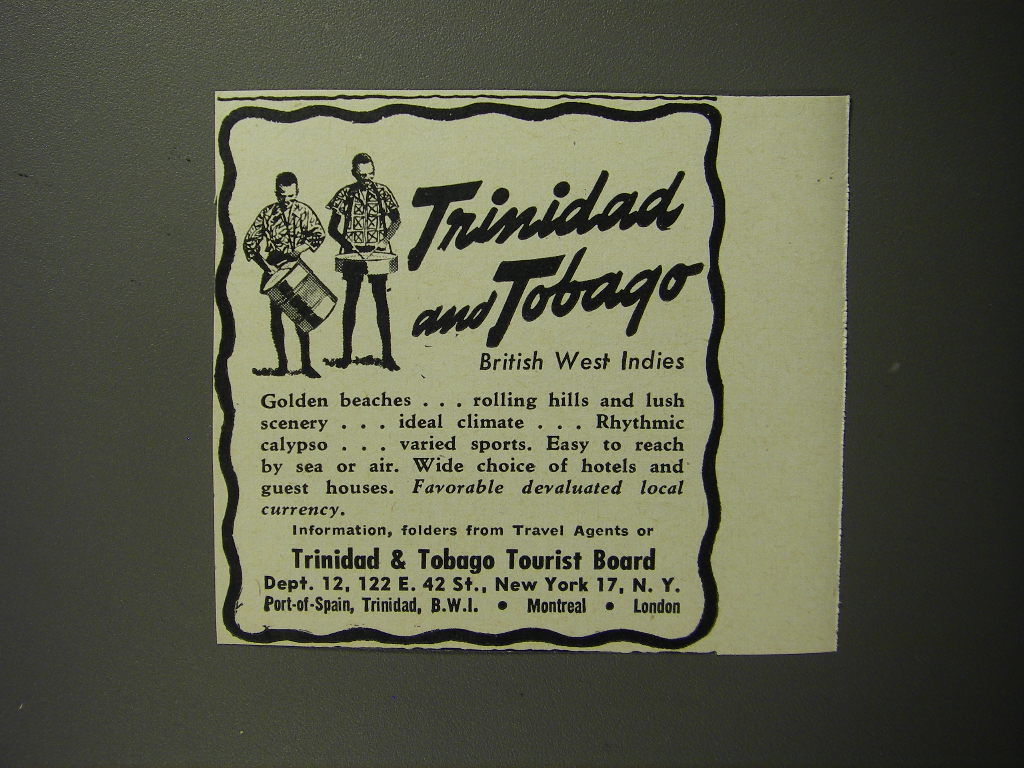 Trinidad
and Tobago
British West Indies
Golden beaches . . . rolling hills and lush
scenery . . . ideal climate . . . Rhythmic
calypso . . . varied sports. Easy to reach
by sea or air. Wide choice of hotels and
guest houses. Favorable devaluated local
currency.
Information, folders from Travel Agents or
Trinidad & Tobago Tourist Board
Dept. 12, 122 E. 42 St., New York 17, N. Y.
Port-of-Spain, Trinidad, B.W.I. • Montreal • London